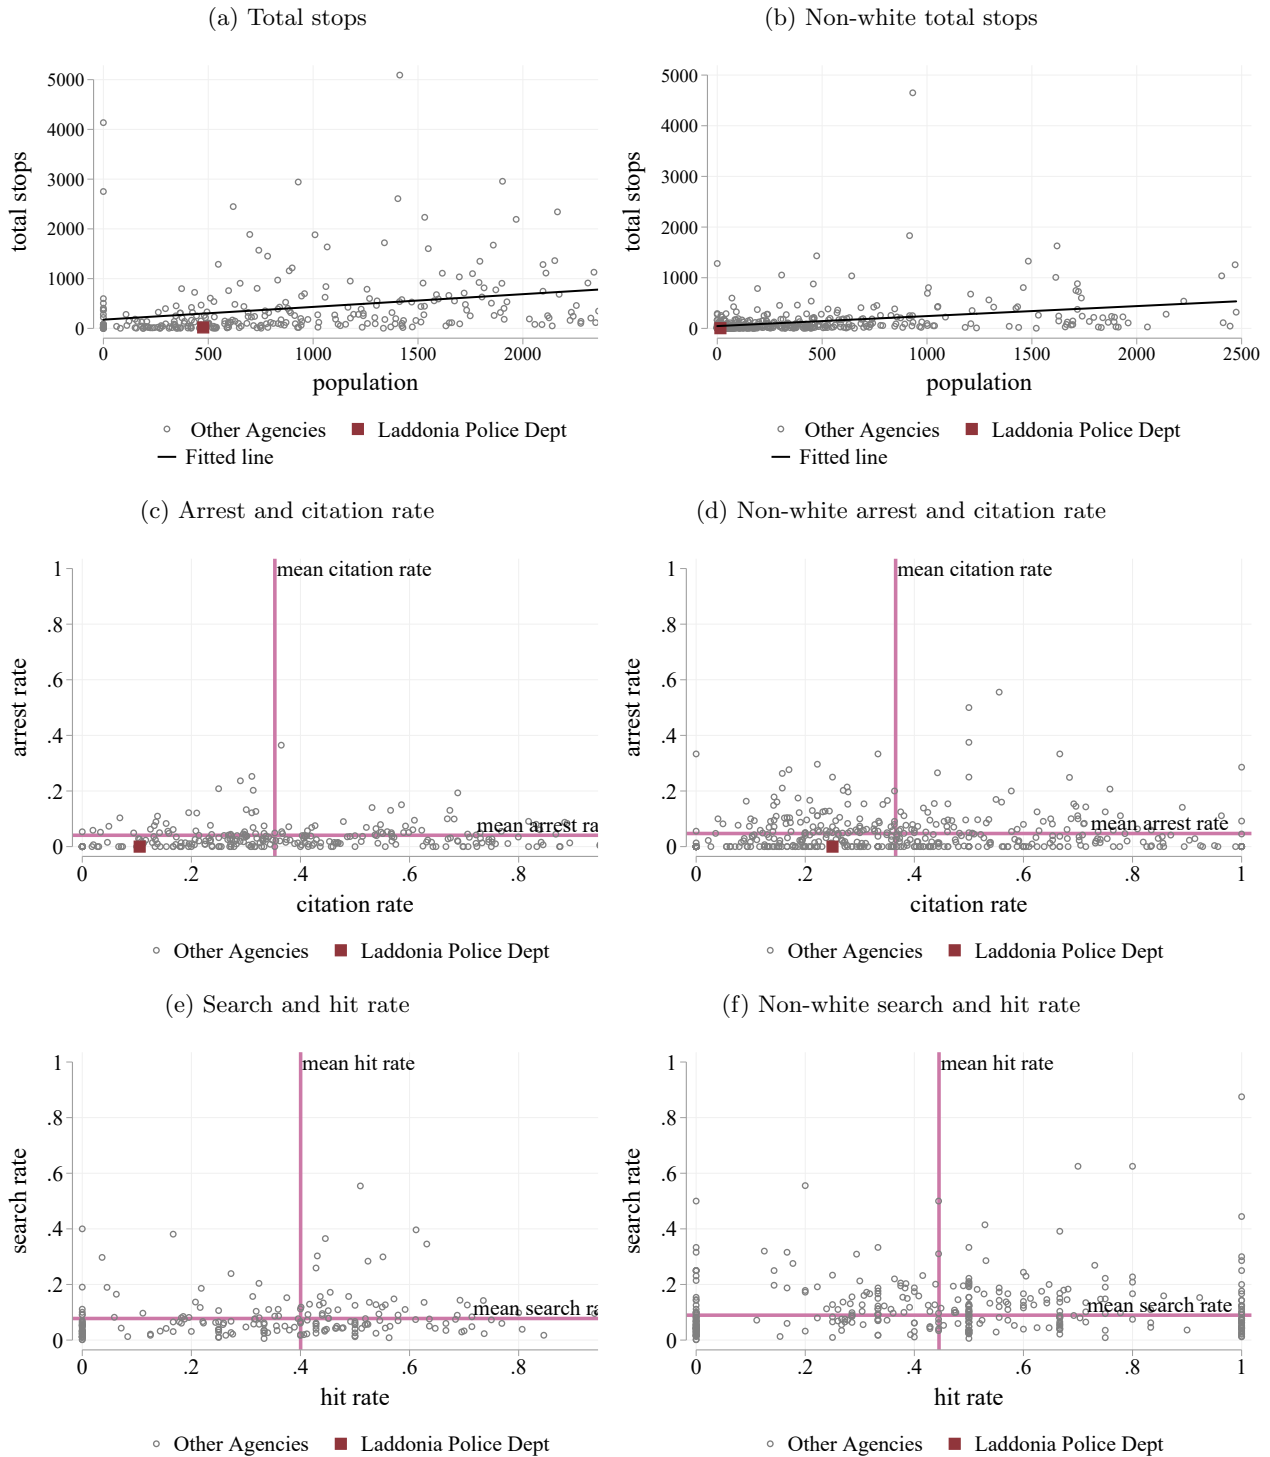 (a) Total stops
(b) Non-white total stops
total stops
5000
4000
3000
2000
1000
0
0 500 1000 1500 2000
population
Other Agencies Laddonia Police Dept
Fitted line
total stops
5000
4000
3000
2000
1000
0
0 500 1000 1500 2000 2500
population
Other Agencies Laddonia Police Dept
Fitted line
(c) Arrest and citation rate
(d) Non-white arrest and citation rate
arrest rate
1
.8
.6
.4
.2
0
mean citation rate
mean arrest ra
0 .2 .4 .6 .8
citation rate
Other Agencies Laddonia Police Dept
arrest rate
1
.8
.6
.4
.2
0
mean citation rate
mean arrest rate
0 .2 .4 .6 .8 1
citation rate
Other Agencies Laddonia Police Dept
(e) Search and hit rate
(f) Non-white search and hit rate
search rate
1
.8
.6
.4
.2
0
mean hit rate
mean search ra
0 .2 .4 .6 .8
hit rate
Other Agencies Laddonia Police Dept
search rate
1
.8
.6
.4
.2
0
mean hit rate
mean search rate
0 .2 .4 .6 .8 1
hit rate
Other Agencies Laddonia Police Dept